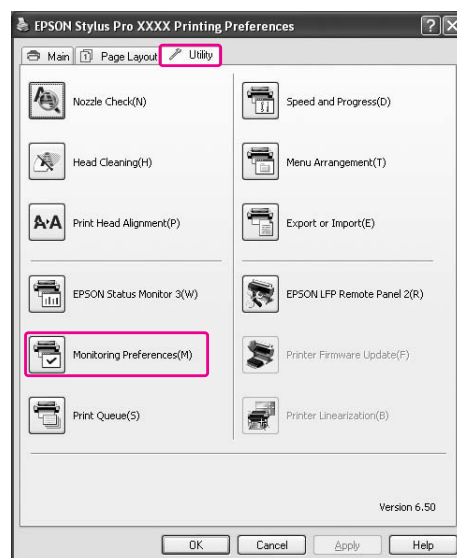 EPSON Stylus Pro XXXX Printing Preferences
Main
Page Layout
Utility
Nozzle Check(N)
Speed and Progress(D)
Head Cleaning(H)
Menu Arrangement(T)
Print Head Alignment(P)
Export or Import(E)
EPSON Status Monitor 3(W)
EPSON LFP Remote Panel 2(R)
Monitoring Preferences(M)
Printer Firmware Update(F)
Print Queue(S)
Printer Linearization(B)
Version 6.50
OK
Cancel
Apply
Help